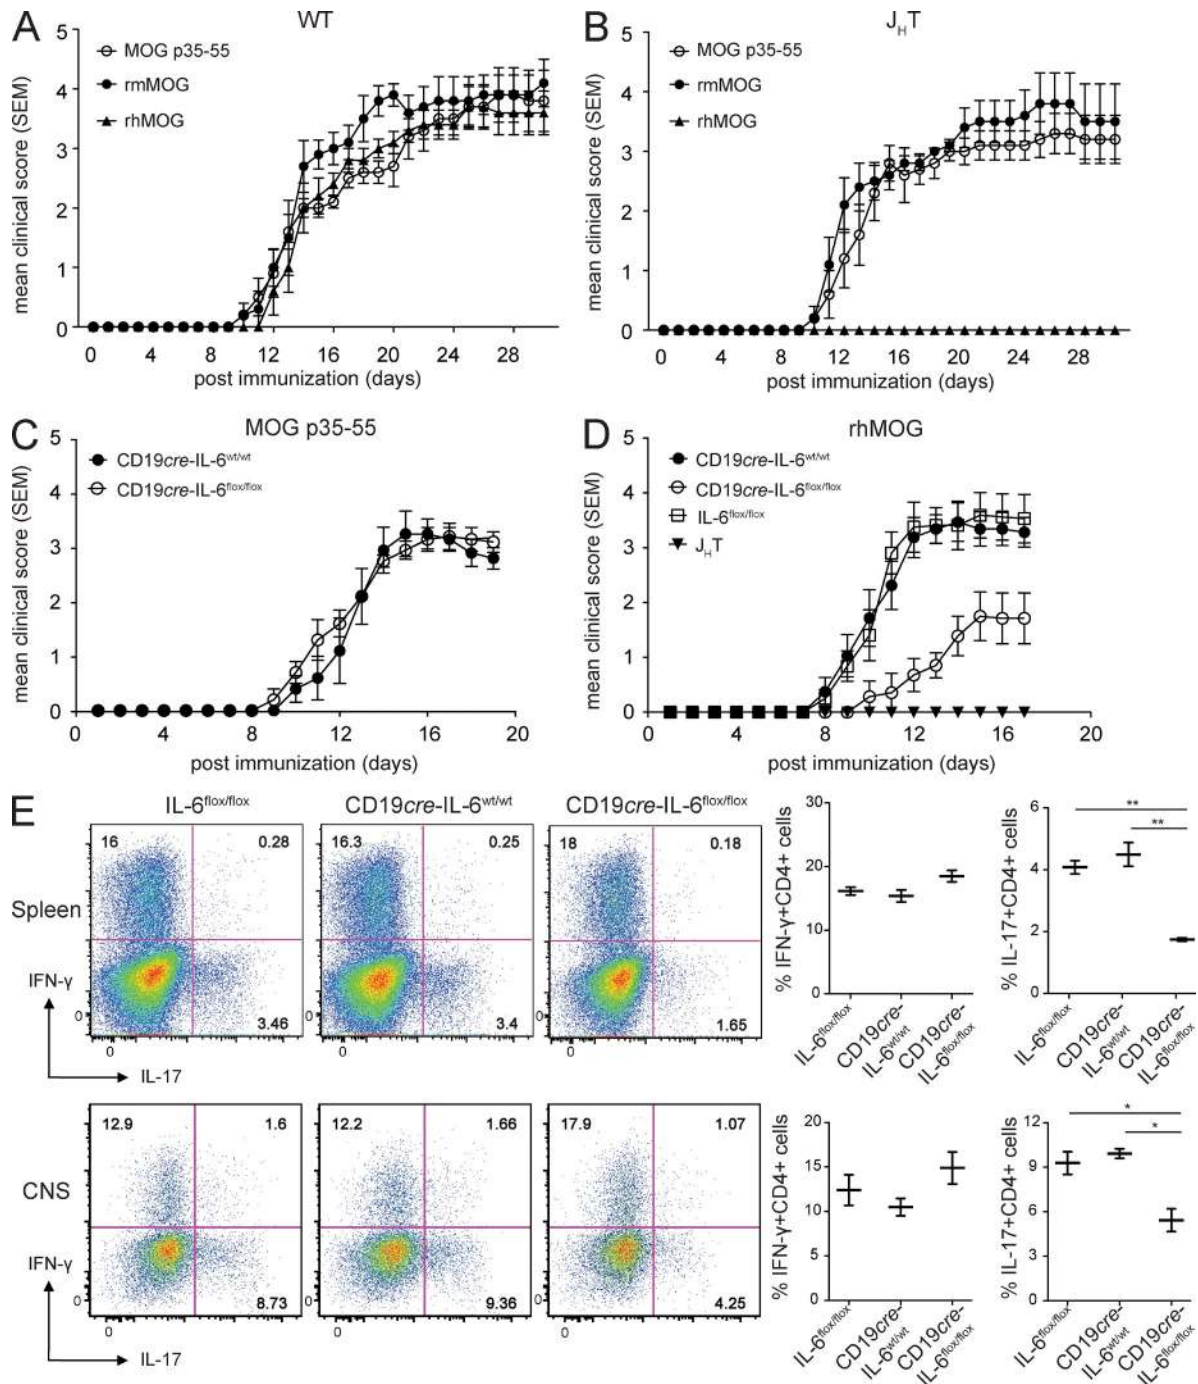 A
WT
5
4
3
2
1
0
mean clinical score (SEM)
MOG p35-55
rmMOG
rhMOG
0 4 8 12 16 20 24 28
post immunization (days)
B
JHT
5
4
3
2
1
0
mean clinical score (SEM)
MOG p35-55
rmMOG
rhMOG
0 4 8 12 16 20 24 28
post immunization (days)
C
MOG p35-55
5
4
3
2
1
0
mean clinical score (SEM)
CD19cre-IL-6wt/wt
CD19cre-IL-6flox/flox
0 4 8 12 16 20
post immunization (days)
D
rhMOG
5
4
3
2
1
0
mean clinical score (SEM)
CD19cre-IL-6wt/wt
CD19cre-IL-6flox/flox
IL-6flox/flox
JHT
0 4 8 12 16 20
post immunization (days)
E
IL-6flox/flox
CD19cre-IL-6wt/wt
CD19cre-IL-6flox/flox
Spleen
16 0.28
3.46
16.3 0.25
3.4
18 0.18
1.65
0 0
0 0
0 0
IFN-γ
IL-17
% IFN-γ+CD4+ cells
30
20
10
0
IL-6flox/flox
CD19cre-
IL-6wt/wt
CD19cre-
IL-6flox/flox
% IL-17+CD4+ cells
6
4
2
0
**
**
IL-6flox/flox
CD19cre-
IL-6wt/wt
CD19cre-
IL-6flox/flox
CNS
12.9 1.6
8.73
12.2 1.66
9.36
17.9 1.07
4.25
0 0
0 0
0 0
IFN-γ
IL-17
% IFN-γ+CD4+ cells
20
15
10
5
0
IL-6flox/flox
CD19cre-
IL-6wt/wt
CD19cre-
IL-6flox/flox
% IL-17+CD4+ cells
12
9
6
3
0
*
*
IL-6flox/flox
CD19cre-
IL-6wt/wt
CD19cre-
IL-6flox/flox